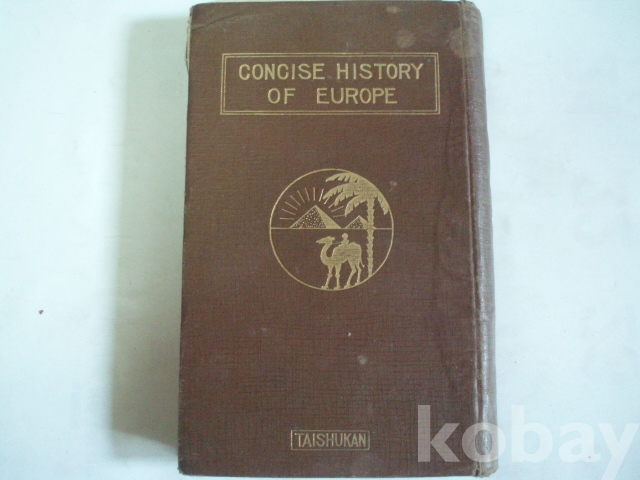 CONCISE HISTORY
OF EUROPE
TAISHUKAN
kobay